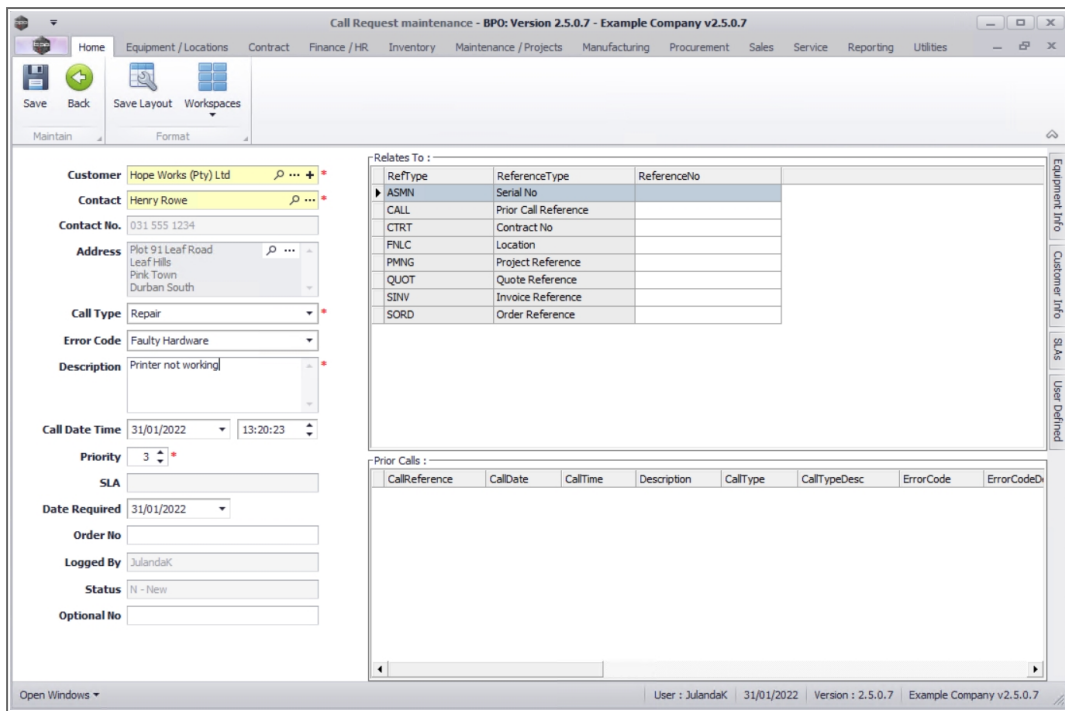 Call Request maintenance - BPO: Version 2.5.0.7 - Example Company v2.5.0.7
Home Equipment / Locations Contract Finance / HR Inventory Maintenance / Projects Manufacturing Procurement Sales Service Reporting Utilities
Save Back Save Layout Workspaces
Maintain Format
Customer Hope Works (Pty) Ltd *
Contact Henry Rowe *
Contact No. 031 555 1234
Address Plot 91 Leaf Road
Leaf Hills
Pink Town
Durban South
Call Type Repair *
Error Code Faulty Hardware
Description Printer not working *
Call Date Time 31/01/2022 13:20:23
Priority 3 *
SLA
Date Required 31/01/2022
Order No
Logged By JulandaK
Status N - New
Optional No
Relates To :
RefType ReferenceType ReferenceNo
ASMN Serial No
CALL Prior Call Reference
CTRT Contract No
FNLC Location
PMNG Project Reference
QUOT Quote Reference
SINV Invoice Reference
SORD Order Reference
Prior Calls :
CallReference CallDate CallTime Description CallType CallTypeDesc ErrorCode ErrorCodeD
Equipment Info
Customer Info
SLAs
User Defined
Open Windows User : JulandaK 31/01/2022 Version : 2.5.0.7 Example Company v2.5.0.7